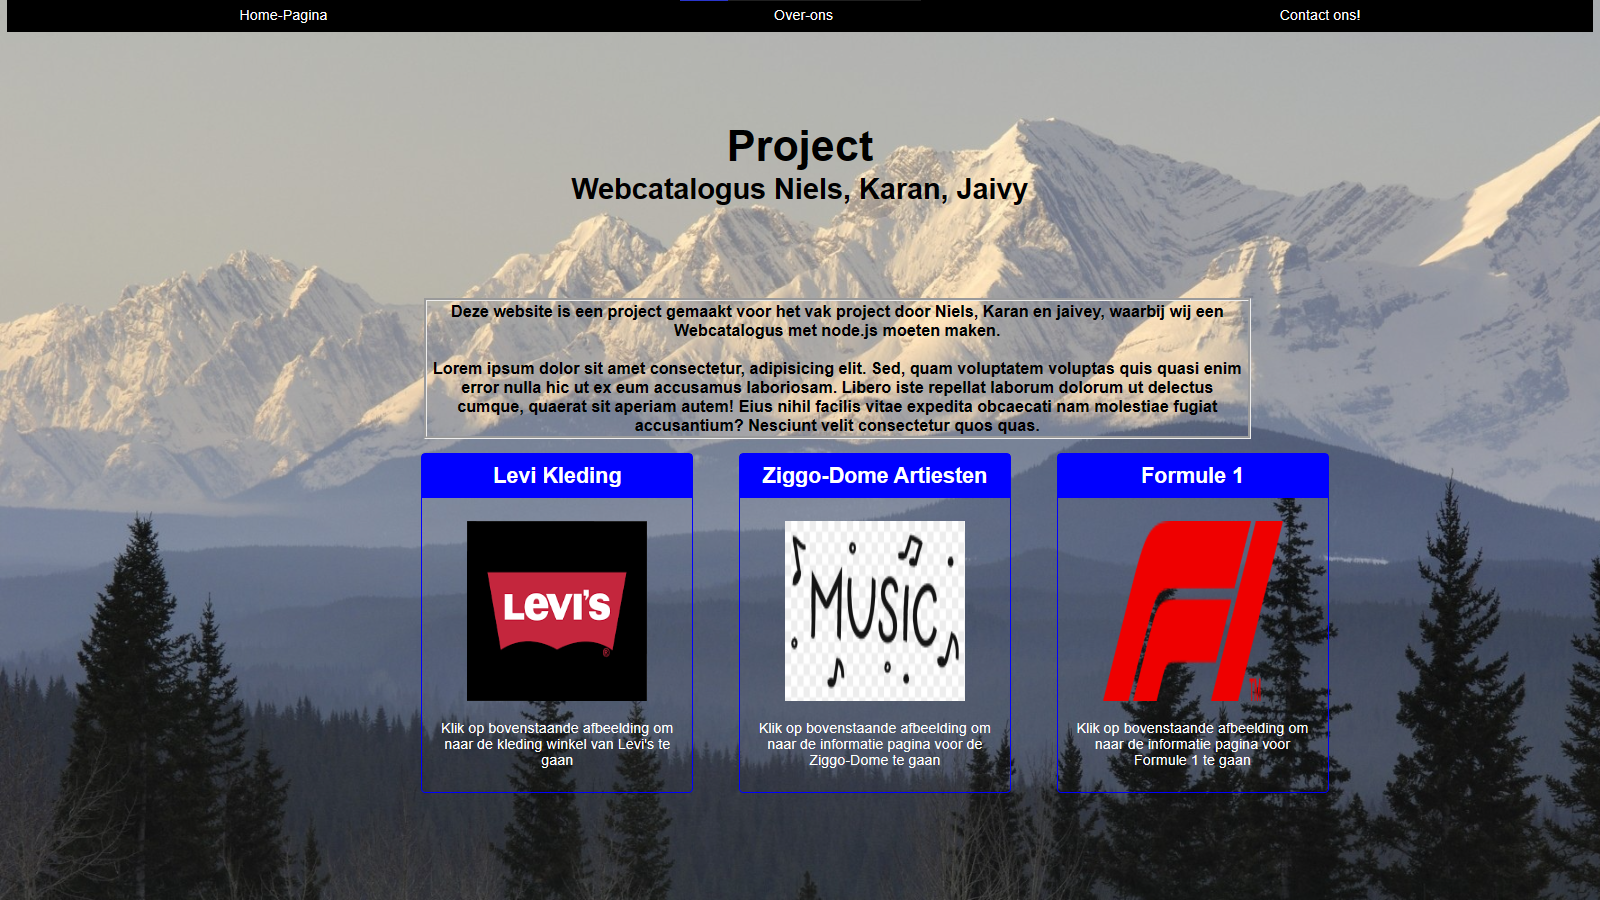 Home-Pagina
Over-ons
Contact ons!
Project
Webcatalogus Niels, Karan, Jaivy
Deze website is een project gemaakt voor het vak project door Niels, Karan en jaivey, waarbij wij een
Webcatalogus met node.js moeten maken.
Lorem ipsum dolor sit amet consectetur, adipisicing elit. Sed, quam voluptatem voluptas quis quasi enim
error nulla hic ut ex eum accusamus laboriosam. Libero iste repellat laborum dolorum ut delectus
cumque, quaerat sit aperiam autem! Eius nihil facilis vitae expedita obcaecati nam molestiae fugiat
accusantium? Nesciunt velit consectetur quos quas.
Levi Kleding
LEVI'S
®
Klik op bovenstaande afbeelding om
naar de kleding winkel van Levi's te
gaan
Ziggo-Dome Artiesten
MUSIC
Klik op bovenstaande afbeelding om
naar de informatie pagina voor de
Ziggo-Dome te gaan
Formule 1
Klik op bovenstaande afbeelding om
naar de informatie pagina voor
Formule 1 te gaan